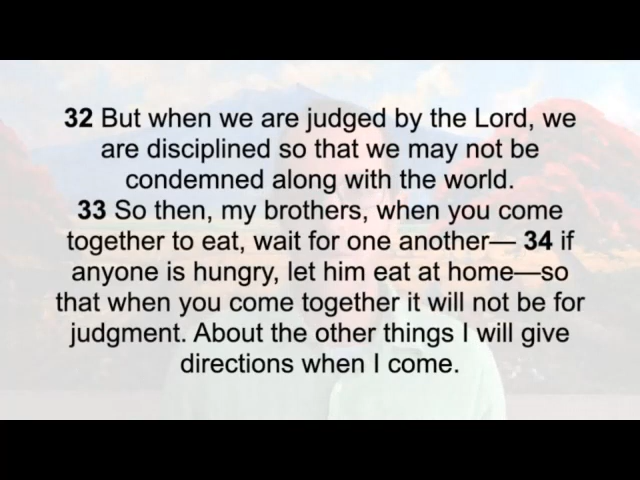 32 But when we are judged by the Lord, we
are disciplined so that we may not be
condemned along with the world.
33 So then, my brothers, when you come
together to eat, wait for one another— 34 if
anyone is hungry, let him eat at home—so
that when you come together it will not be for
judgment. About the other things I will give
directions when I come.